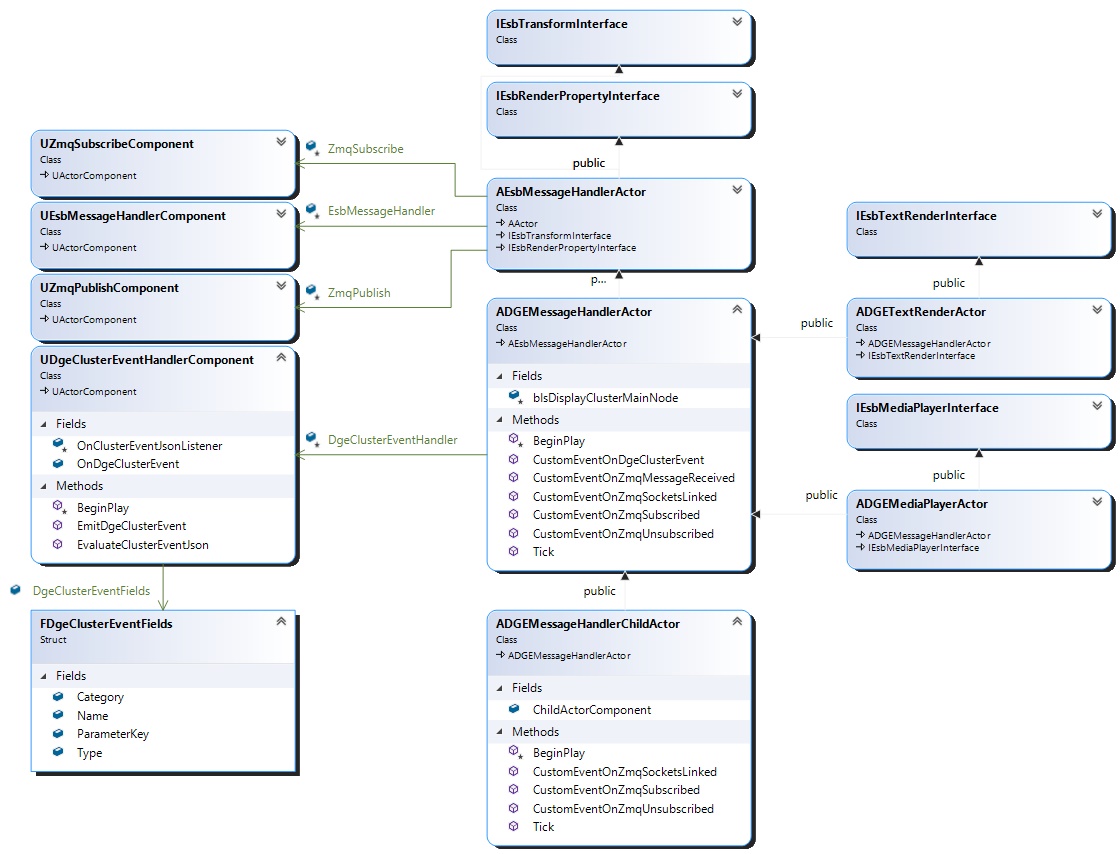 IEsbTransformInterface
Class
IEsbRenderPropertyInterface
Class
public
UZmqSubscribeComponent
Class
UActorComponent
ZmqSubscribe
UEsbMessageHandlerComponent
Class
UActorComponent
EsbMessageHandler
UZmqPublishComponent
Class
UActorComponent
ZmqPublish
AEsbMessageHandlerActor
Class
AActor
IEsbTransformInterface
IEsbRenderPropertyInterface
p...
IEsbTextRenderInterface
Class
public
ADGETextRenderActor
Class
ADGEMessageHandlerActor
IEsbTextRenderInterface
public
IEsbMediaPlayerInterface
Class
public
ADGEMediaPlayerActor
Class
ADGEMessageHandlerActor
IEsbMediaPlayerInterface
public
UDgeClusterEventHandlerComponent
Class
UActorComponent
Fields
OnClusterEventJsonListener
OnDgeClusterEvent
Methods
BeginPlay
EmitDgeClusterEvent
EvaluateClusterEventJson
DgeClusterEventHandler
ADGEMessageHandlerActor
Class
AEsbMessageHandlerActor
Fields
bIsDisplayClusterMainNode
Methods
BeginPlay
CustomEventOnDgeClusterEvent
CustomEventOnZmqMessageReceived
CustomEventOnZmqSocketsLinked
CustomEventOnZmqSubscribed
CustomEventOnZmqUnsubscribed
Tick
public
DgeClusterEventFields
FDgeClusterEventFields
Struct
Fields
Category
Name
ParameterKey
Type
ADGEMessageHandlerChildActor
Class
ADGEMessageHandlerActor
Fields
ChildActorComponent
Methods
BeginPlay
CustomEventOnZmqSocketsLinked
CustomEventOnZmqSubscribed
CustomEventOnZmqUnsubscribed
Tick